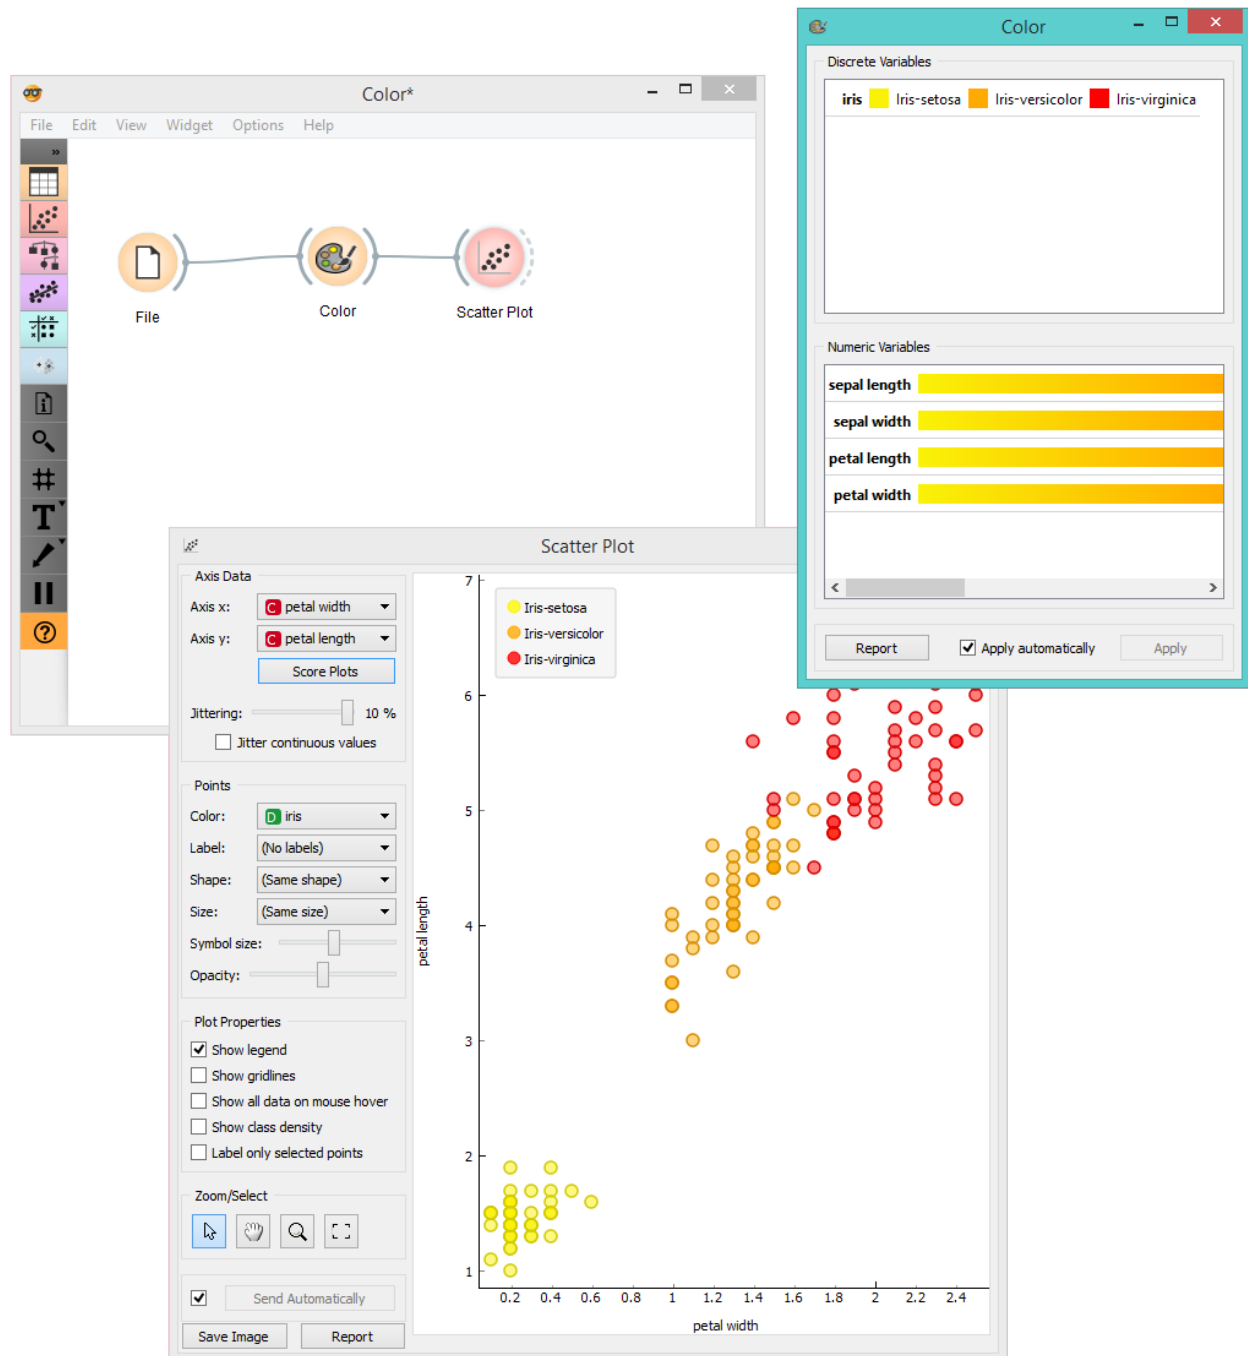 Color*
File Edit View Widget Options Help
»
File
Color
Scatter Plot
Color
Discrete Variables
iris Iris-setosa Iris-versicolor Iris-virginica
Numeric Variables
sepal length
sepal width
petal length
petal width
Report Apply automatically Apply
Scatter Plot
Axis Data
Axis x: C petal width
Axis y: C petal length
Score Plots
Jittering: 10 %
Jitter continuous values
Points
Color: D iris
Label: (No labels)
Shape: (Same shape)
Size: (Same size)
Symbol size:
Opacity:
Plot Properties
Show legend
Show gridlines
Show all data on mouse hover
Show class density
Label only selected points
Zoom/Select
Send Automatically
Save Image Report
Iris-setosa
Iris-versicolor
Iris-virginica
7
6
5
4
3
2
1
petal length
0.2 0.4 0.6 0.8 1 1.2 1.4 1.6 1.8 2 2.2 2.4
petal width